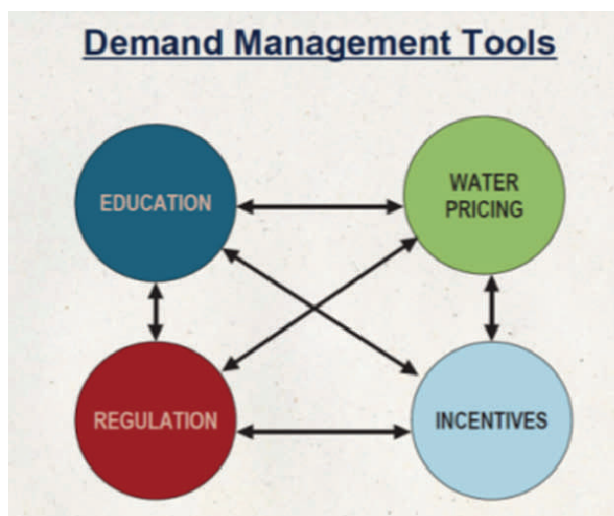 Demand Management Tools
EDUCATION
WATER
PRICING
REGULATION
INCENTIVES